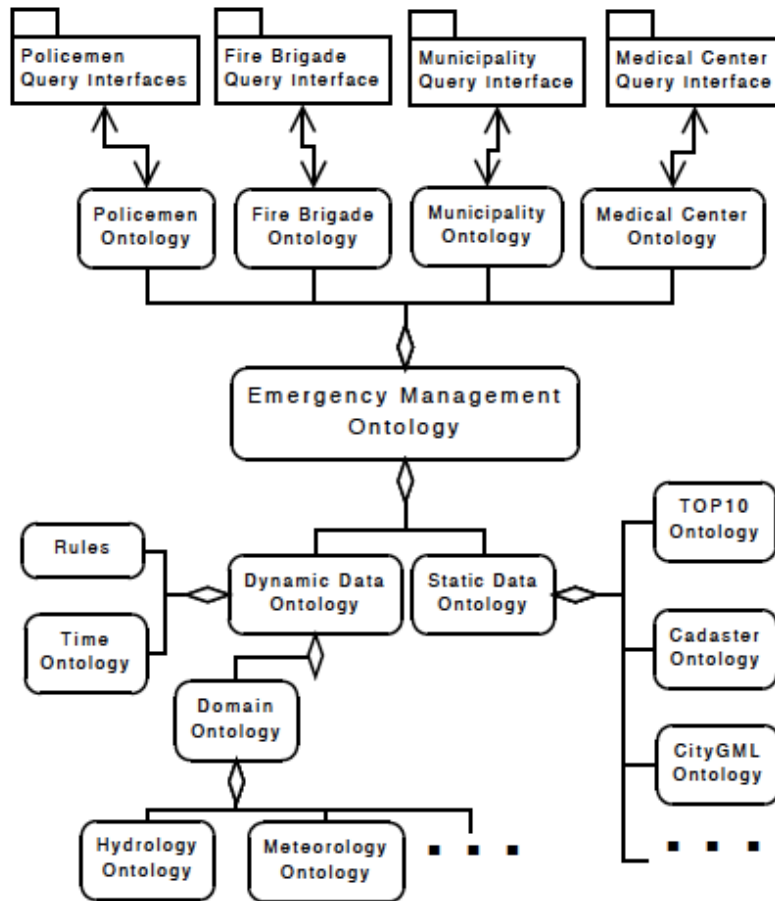 Policemen
Query interfaces
Fire Brigade
Query interface
Municipality
Query interface
Medical Center
Query interface
Policemen
Ontology
Fire Brigade
Ontology
Municipality
Ontology
Medical Center
Ontology
Emergency Management
Ontology
Rules
Time
Ontology
Dynamic Data
Ontology
Static Data
Ontology
TOP10
Ontology
Cadaster
Ontology
CityGML
Ontology
Domain
Ontology
Hydrology
Ontology
Meteorology
Ontology